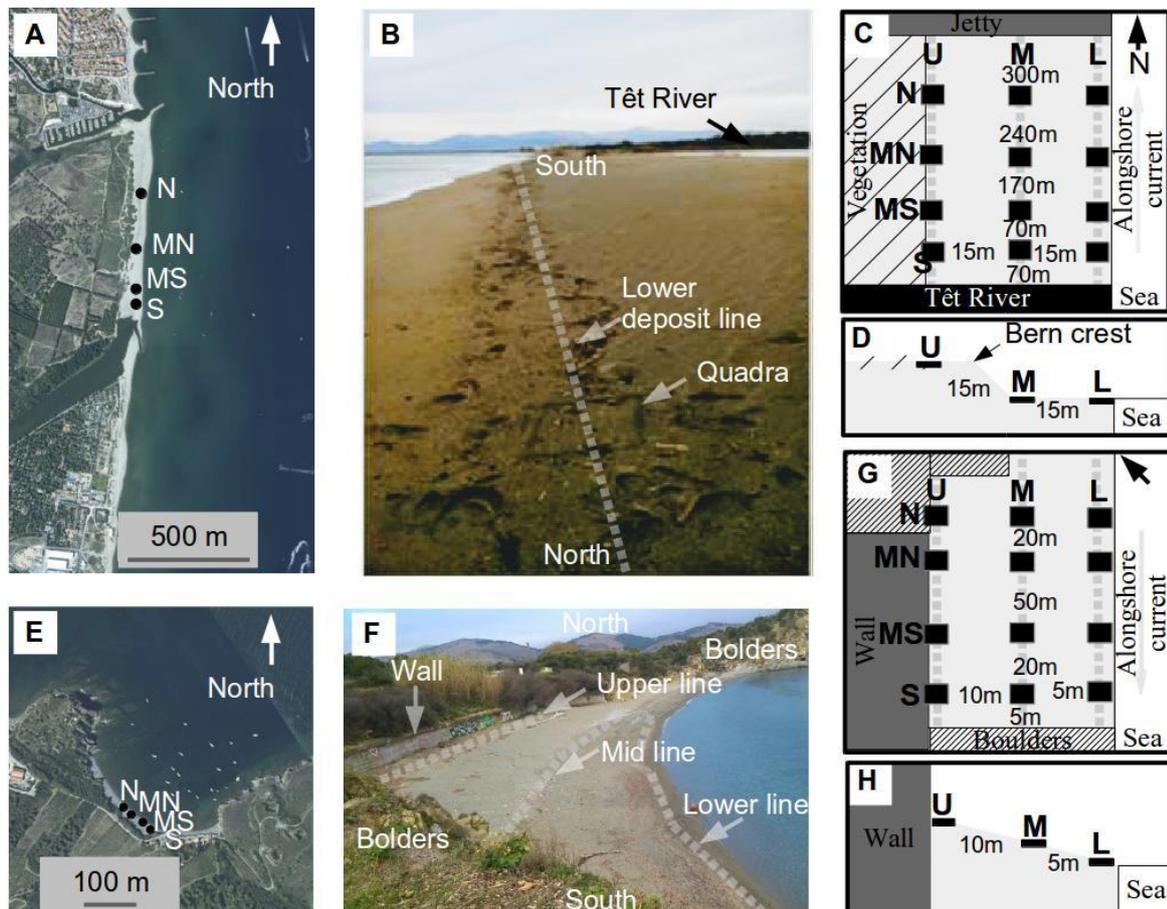 A
North
N
MN
MS
S
500 m
B
Têt River
South
Lower
deposit line
Quadra
North
C
Jetty
U M L
N
300m
N
240m
MN
170m
MS
70m
S
15m 15m
70m
Vegetation
Alongshore
current
Têt River
Sea
D
Bern crest
U
15m
M
15m
L
Sea
E
North
N
MN
MS
S
100 m
F
North
Bolders
Wall
Upper line
Mid line
Lower line
Bolders
South
G
U M L
N
20m
MN
50m
MS
20m
S
10m
5m
5m
Wall
Alongshore
current
Boulders
Sea
H
Wall
U
10m
M
5m
L
Sea